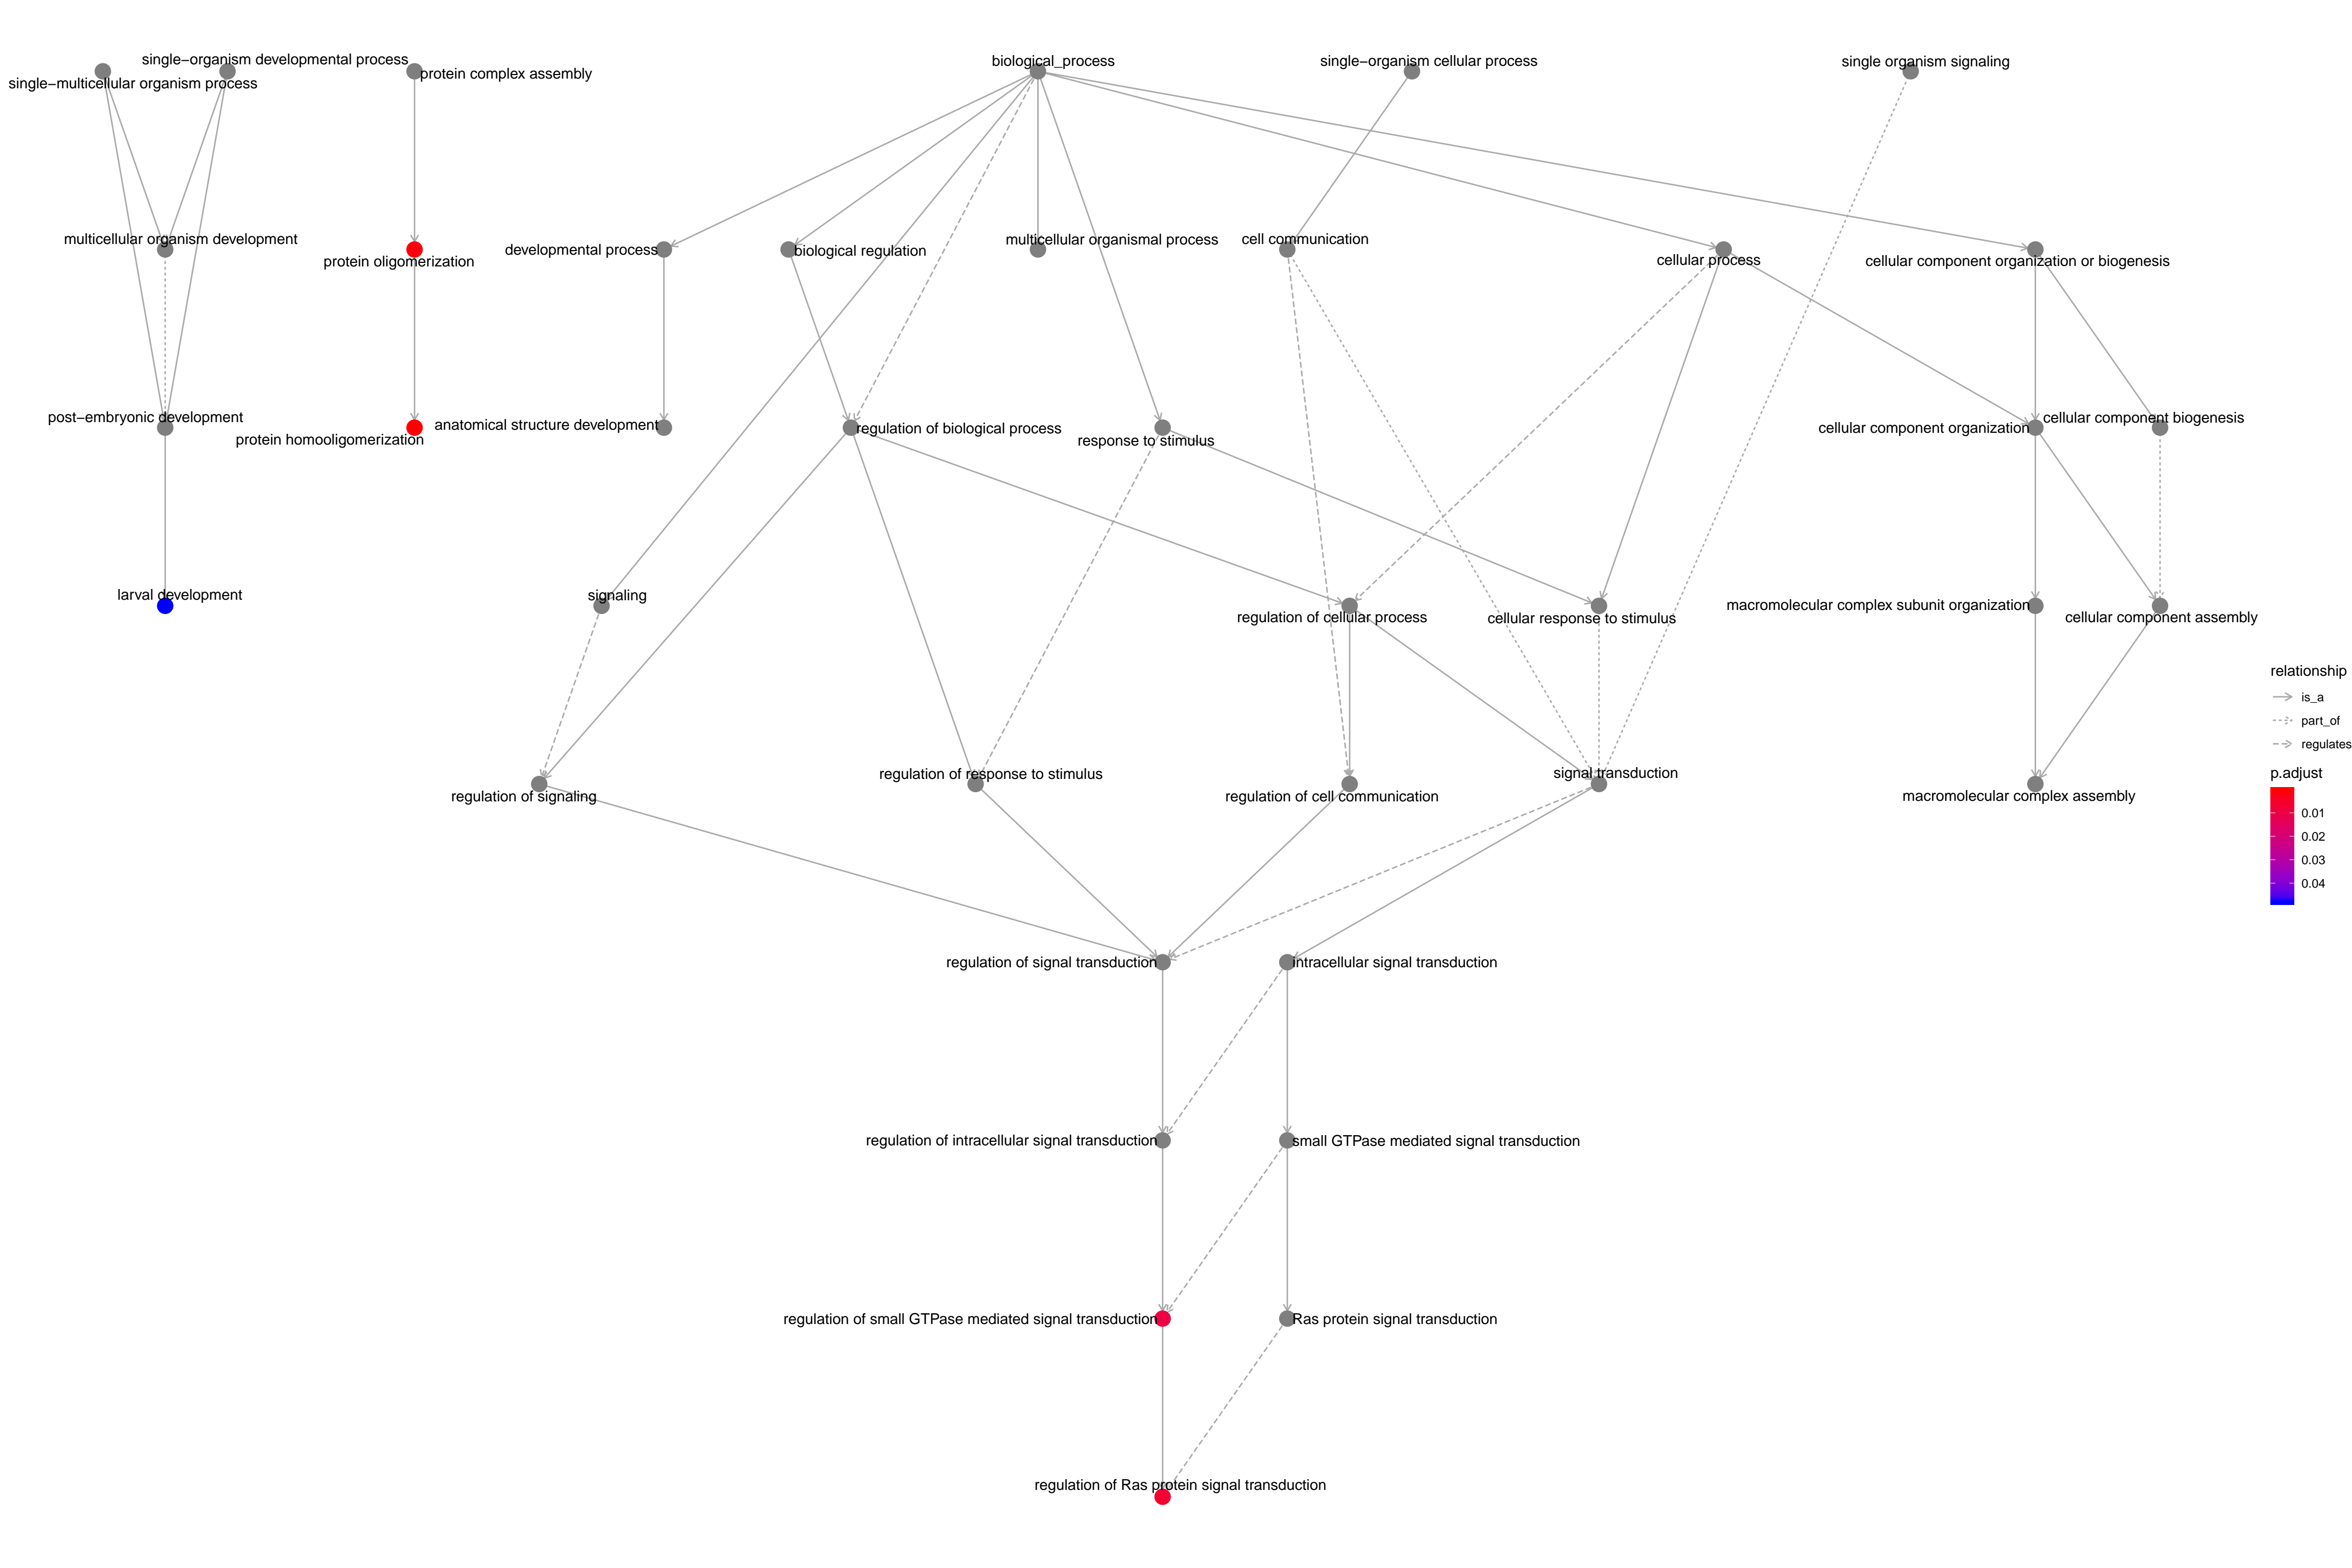 single−organism developmental process
biological_process
single−organism cellular process
single organism signaling
protein complex assembly
single−multicellular organism process
multicellular organism development
multicellular organismal process
cell communication
developmental process
biological regulation
cellular process
cellular component organization or biogenesis
protein oligomerization
post−embryonic development
cellular component biogenesis
anatomical structure development
regulation of biological process
cellular component organization
protein homooligomerization
response to stimulus
larval development
signaling
macromolecular complex subunit organization
regulation of cellular process
cellular response to stimulus
cellular component assembly
relationship
is_a
part_of
regulates
p.adjust
0.01
0.02
0.03
0.04
regulation of response to stimulus
signal transduction
regulation of signaling
regulation of cell communication
macromolecular complex assembly
regulation of signal transduction
intracellular signal transduction
regulation of intracellular signal transduction
small GTPase mediated signal transduction
regulation of small GTPase mediated signal transduction
Ras protein signal transduction
regulation of Ras protein signal transduction